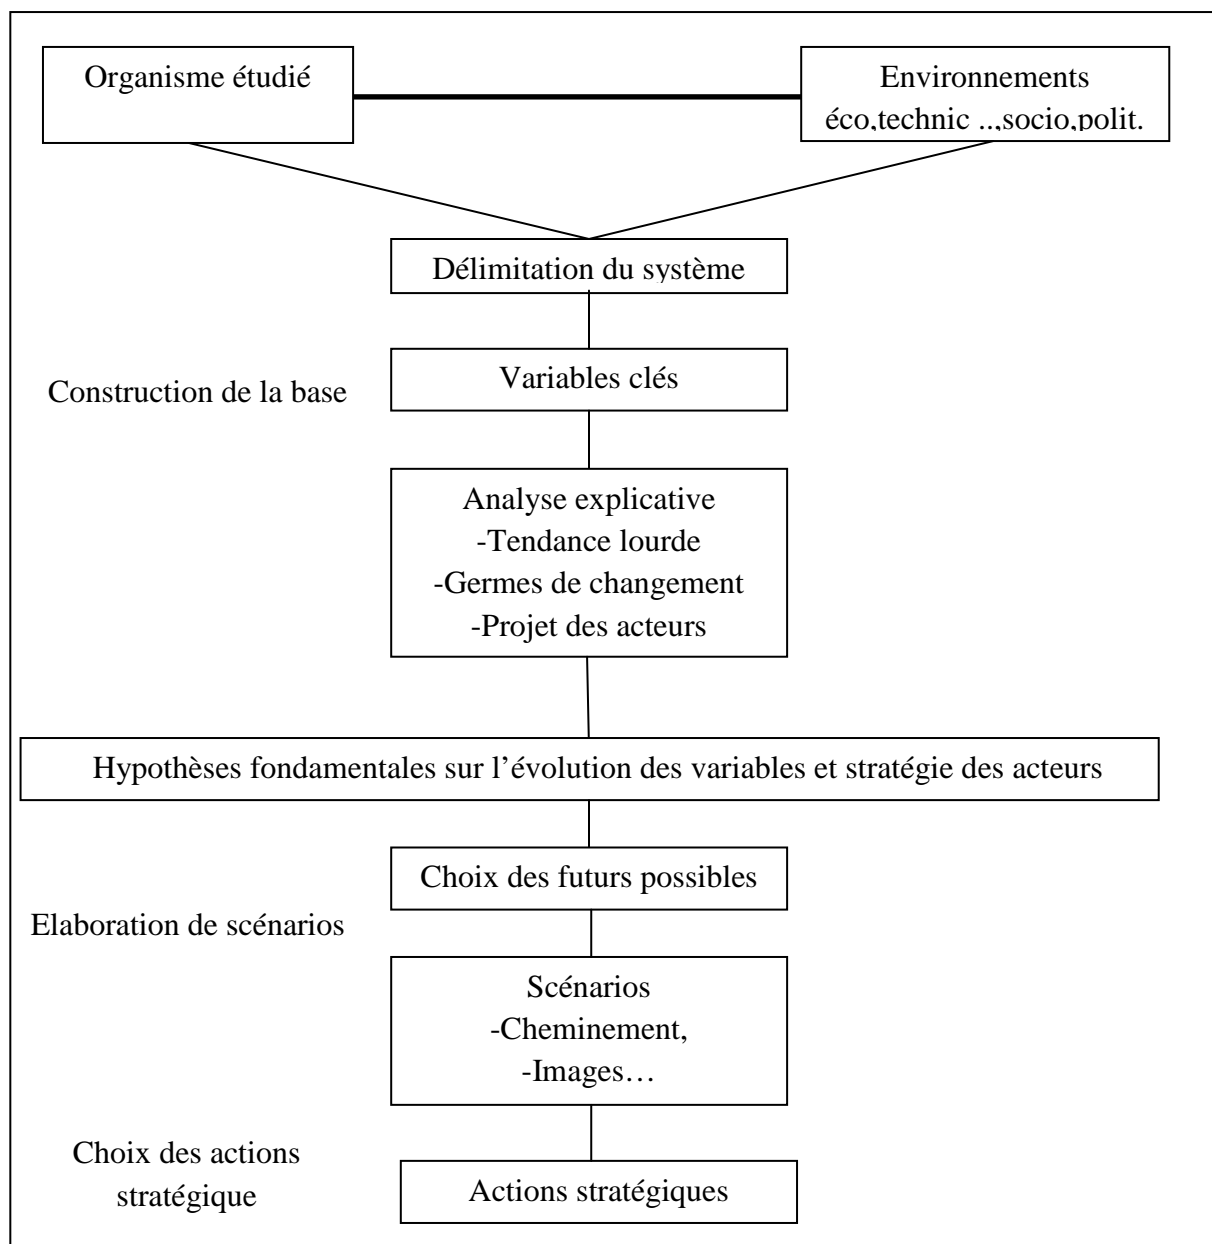 Organisme étudié
Environnements
éco,technic ..,socio,polit.
Délimitation du système
Variables clés
Construction de la base
Analyse explicative
-Tendance lourde
-Germes de changement
-Projet des acteurs
Hypothèses fondamentales sur l’évolution des variables et stratégie des acteurs
Choix des futurs possibles
Elaboration de scénarios
Scénarios
-Cheminement,
-Images…
Choix des actions
stratégique
Actions stratégiques